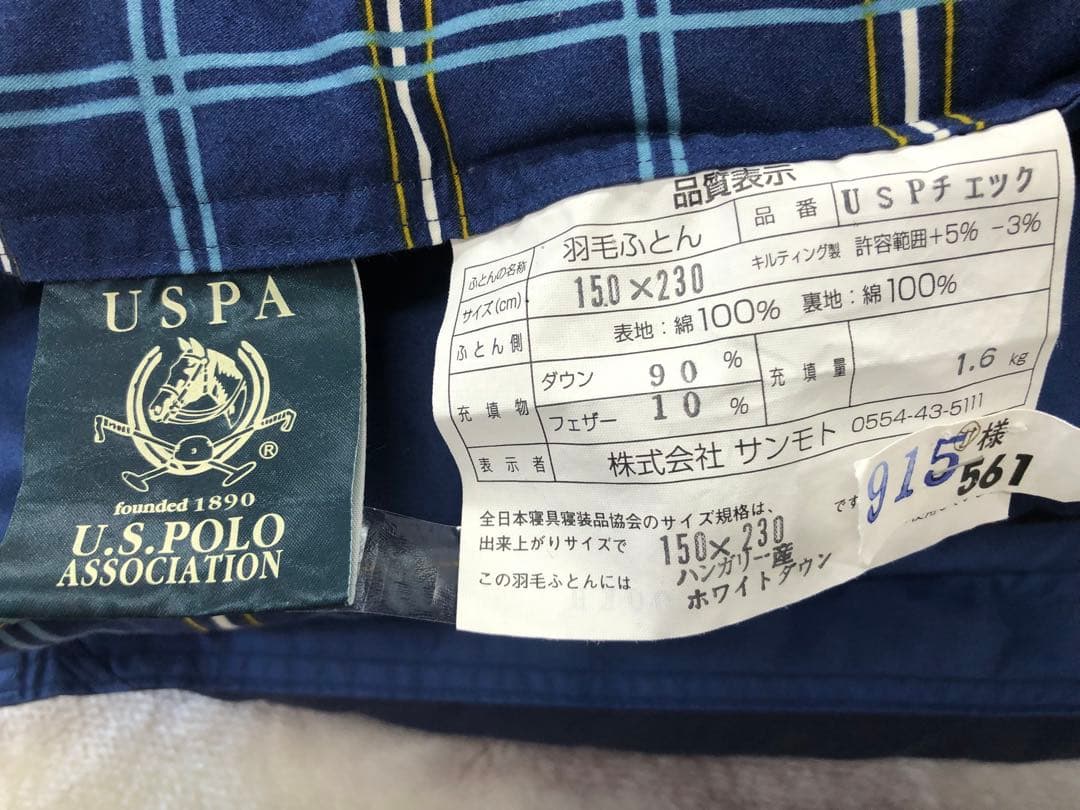 USPA
®
founded 1890
U.S.POLO
ASSOCIATION
品質表示
ふとんの名称 羽毛ふとん 品番 USPチエック
サイズ(cm) 150×230 キルティング製 許容範囲+5% -3%
ふとん側 表地:綿100% 裏地:綿100%
充填物 ダウン 90% 充填量 1.6kg
フェザー 10%
表示者 株式会社 サンモト 0554-43-5111
全日本寝具寝装品協会のサイズ規格は、
出来上がりサイズで 150×230 です
この羽毛ふとんには ハンガリー産
ホワイトダウン
915 様
561